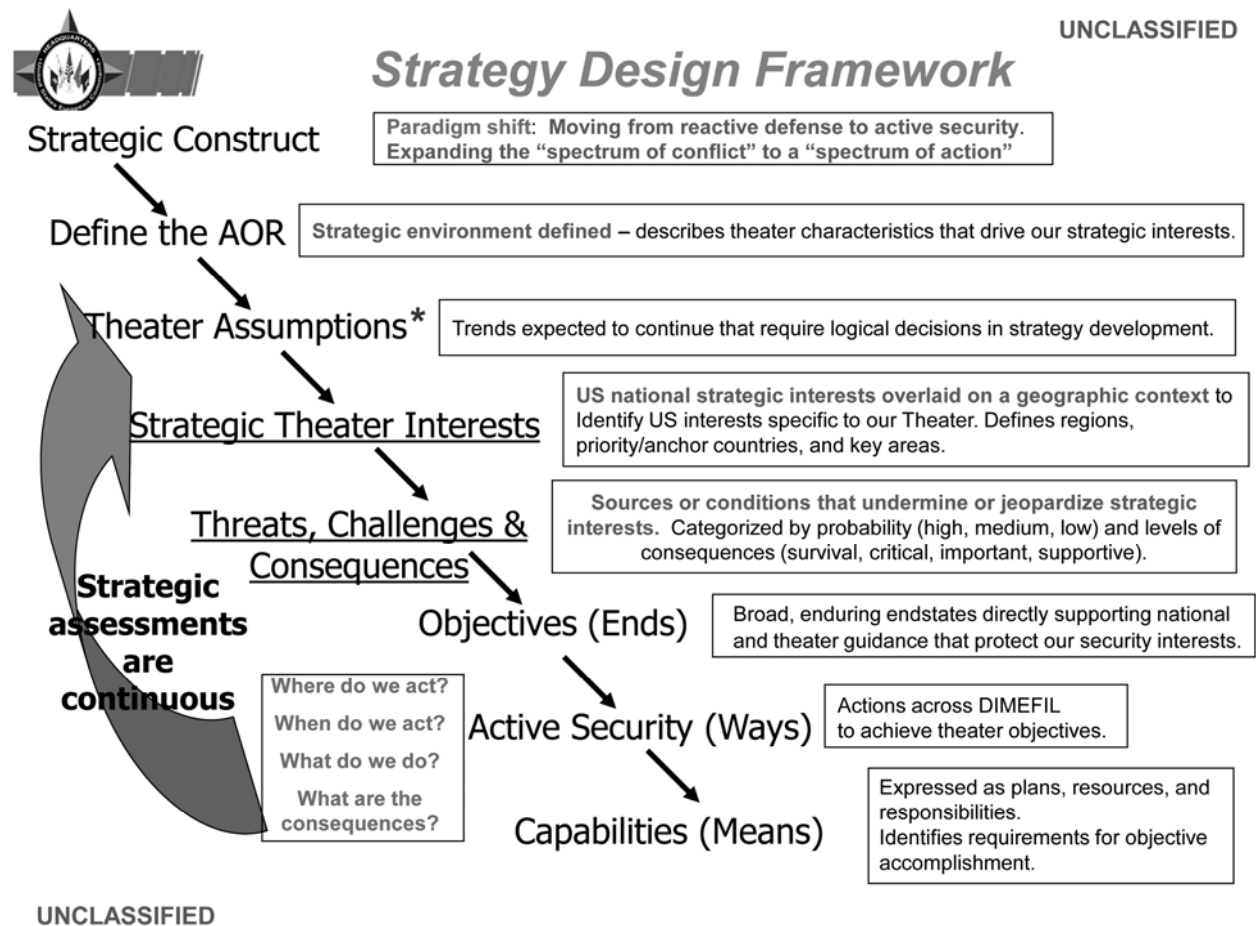 UNCLASSIFIED
Strategy Design Framework
HEADQUARTERS
Strategic Construct
Paradigm shift: Moving from reactive defense to active security.
Expanding the “spectrum of conflict” to a “spectrum of action”
Define the AOR
Strategic environment defined – describes theater characteristics that drive our strategic interests.
Theater Assumptions*
Trends expected to continue that require logical decisions in strategy development.
Strategic Theater Interests
US national strategic interests overlaid on a geographic context to
Identify US interests specific to our Theater. Defines regions,
priority/anchor countries, and key areas.
Threats, Challenges &
Consequences
Sources or conditions that undermine or jeopardize strategic
interests. Categorized by probability (high, medium, low) and levels of
consequences (survival, critical, important, supportive).
Strategic
assessments
are
continuous
Objectives (Ends)
Broad, enduring endstates directly supporting national
and theater guidance that protect our security interests.
Where do we act?
When do we act?
What do we do?
What are the
consequences?
Active Security (Ways)
Actions across DIMEFIL
to achieve theater objectives.
Capabilities (Means)
Expressed as plans, resources, and
responsibilities.
Identifies requirements for objective
accomplishment.
UNCLASSIFIED